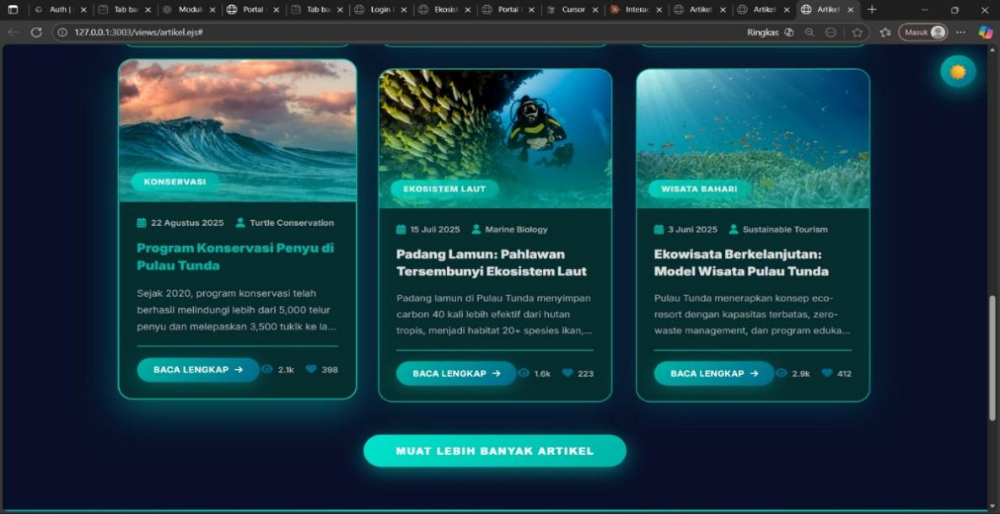 Auth |
Tab ba
Modul
Portal
Tab ba
Login
Ekosist
Portal
Cursor
Interac
Artikel
Artikel
Artikel
127.0.0.1:3003/views/artikel.ejs#
Ringkas
Masuk
KONSERVASI
22 Agustus 2025 Turtle Conservation
Program Konservasi Penyu di
Pulau Tunda
Sejak 2020, program konservasi telah
berhasil melindungi lebih dari 5,000 telur
penyu dan melepaskan 3,500 tukik ke la...
BACA LENGKAP → 2.1k 398
EKOSISTEM LAUT
15 Juli 2025 Marine Biology
Padang Lamun: Pahlawan
Tersembunyi Ekosistem Laut
Padang lamun di Pulau Tunda menyimpan
carbon 40 kali lebih efektif dari hutan
tropis, menjadi habitat 20+ spesies ikan,...
BACA LENGKAP → 1.6k 223
WISATA BAHARI
3 Juni 2025 Sustainable Tourism
Ekowisata Berkelanjutan:
Model Wisata Pulau Tunda
Pulau Tunda menerapkan konsep eco-
resort dengan kapasitas terbatas, zero-
waste management, dan program eduka...
BACA LENGKAP → 2.9k 412
MUAT LEBIH BANYAK ARTIKEL